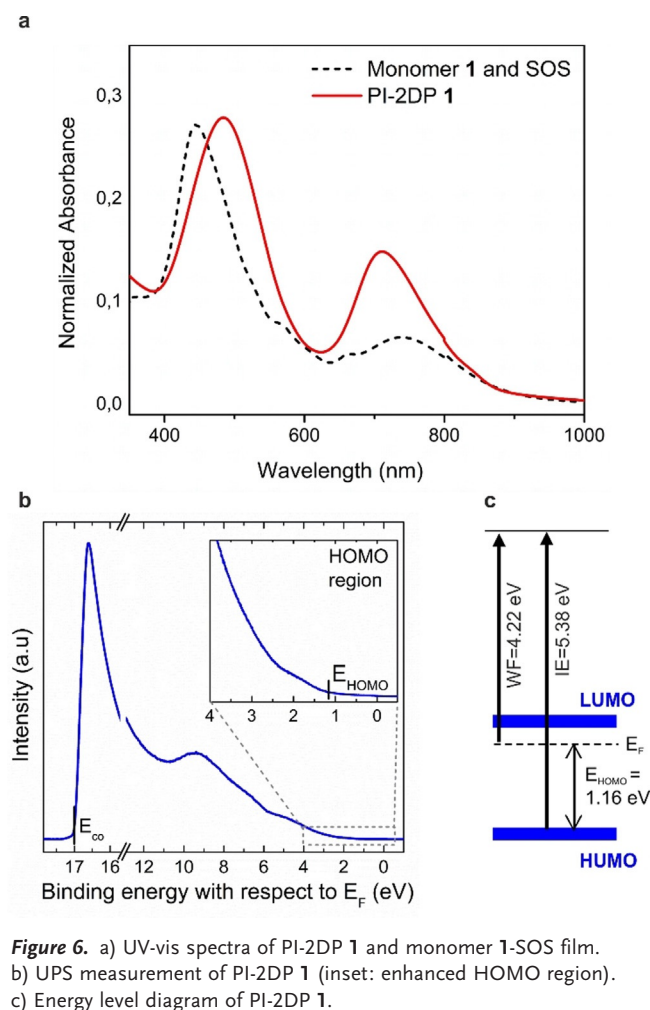 a
Monomer 1 and SOS
PI-2DP 1
0,3
0,2
0,1
0,0
Normalized Absorbance
400 600 800 1000
Wavelength (nm)
b
HOMO
region
E_HOMO
4 3 2 1 0
Intensity (a.u)
E_co
17 16 12 10 8 6 4 2 0
Binding energy with respect to E_F (eV)
c
WF=4.22 eV
IE=5.38 eV
LUMO
E_F
E_HOMO =
1.16 eV
HUMO
Figure 6. a) UV-vis spectra of PI-2DP 1 and monomer 1-SOS film.
b) UPS measurement of PI-2DP 1 (inset: enhanced HOMO region).
c) Energy level diagram of PI-2DP 1.